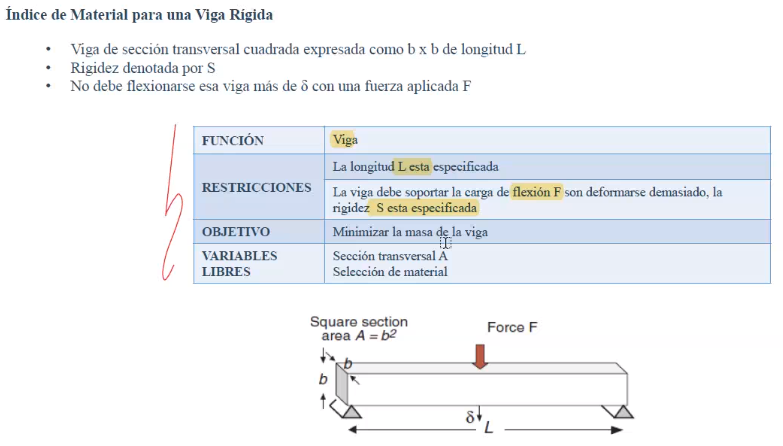 Índice de Material para una Viga Rígida
• Viga de sección transversal cuadrada expresada como b x b de longitud L
• Rigidez denotada por S
• No debe flexionarse esa viga más de δ con una fuerza aplicada F
FUNCIÓN
Viga
RESTRICCIONES
La longitud L esta especificada
La viga debe soportar la carga de flexión F son deformarse demasiado, la
rigidez S esta especificada
OBJETIVO
Minimizar la masa de la viga
VARIABLES
LIBRES
Sección transversal A
Selección de material
Square section
area A = b²
Force F
b
b
δ
L